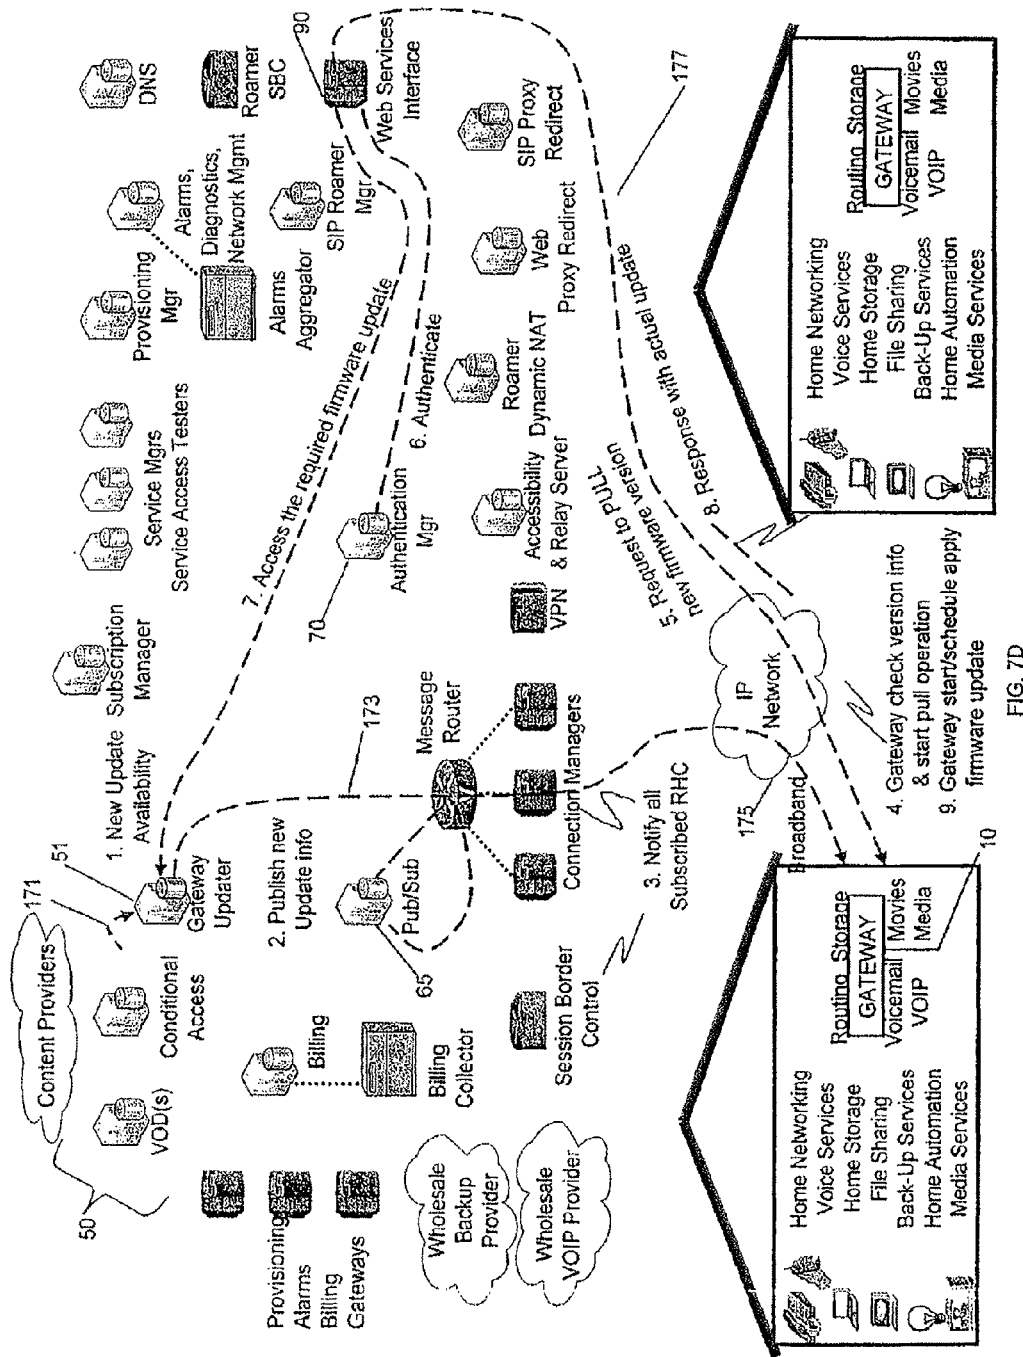 Content Providers
50
VOD(s)
Conditional
Access
171
51
Gateway
Updater
1. New Update
Availability
Subscription
Manager
Service Mgrs
Service Access Testers
Provisioning
Mgr
Alarms,
Diagnostics,
Network Mgmt
Alarms
Aggregator
SIP Roamer
Mgr
DNS
Roamer
SBC
90
Web Services
Interface
Provisioning
Alarms
Billing
Gateways
Billing
Billing
Collector
2. Publish new
Update info
Pub/Sub
65
173
Message
Router
70
Authentication
Mgr
6. Authenticate
7. Access the required firmware update
Wholesale
Backup
Provider
Wholesale
VOIP Provider
Session Border
Control
Connection Managers
VPN
Accessibility
& Relay Server
Roamer
Dynamic NAT
Web
Proxy Redirect
SIP Proxy
Redirect
3. Notify all
Subscribed RHC
175
Broadband
IP
Network
5. Request to PULL
new firmware version
8. Response with actual update
177
4. Gateway check version info
& start pull operation
9. Gateway start/schedule apply
firmware update
10
Home Networking
Voice Services
Home Storage
File Sharing
Back-Up Services
Home Automation
Media Services
Routing Storage
GATEWAY
Voicemail Movies
VOIP Media
Home Networking
Voice Services
Home Storage
File Sharing
Back-Up Services
Home Automation
Media Services
Routing Storage
GATEWAY
Voicemail Movies
VOIP Media
FIG. 7D